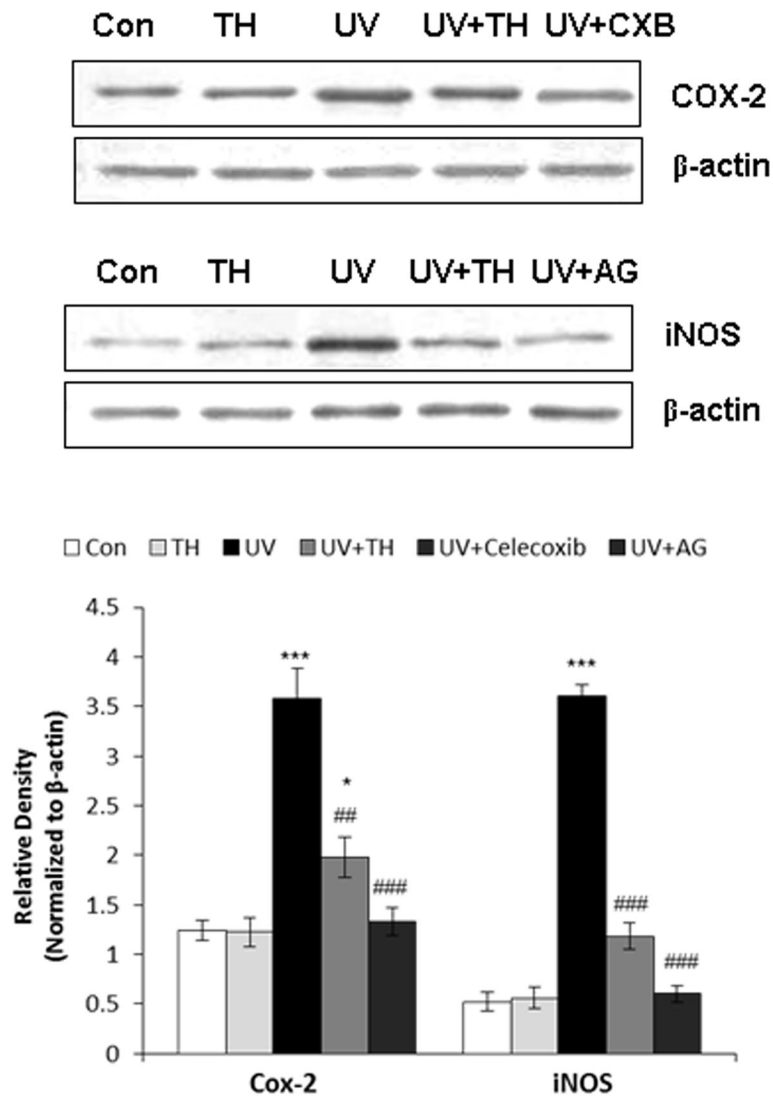 Con TH UV UV+TH UV+CXB
COX-2
β-actin
Con TH UV UV+TH UV+AG
iNOS
β-actin
Con TH UV UV+TH UV+Celecoxib UV+AG
Relative Density
(Normalized to β-actin)
4.5
4
3.5
3
2.5
2
1.5
1
0.5
0
***
*
##
###
***
###
###
Cox-2 iNOS